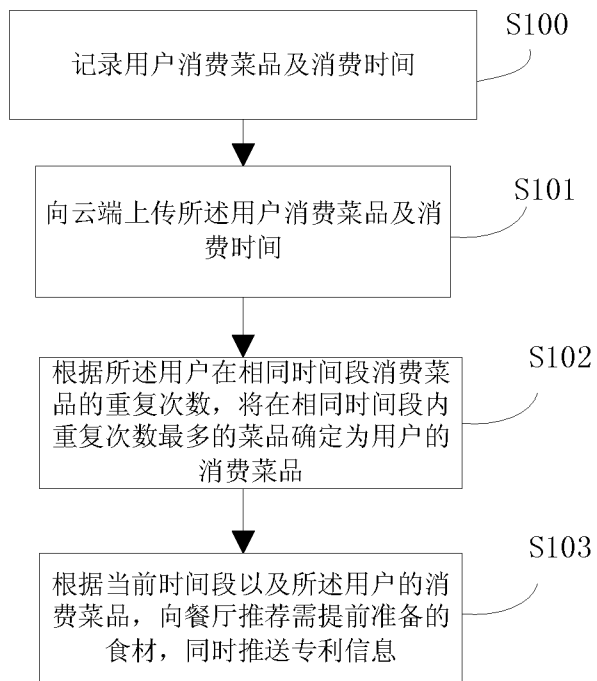 S100
记录用户消费菜品及消费时间
S101
向云端上传所述用户消费菜品及消
费时间
S102
根据所述用户在相同时间段消费菜
品的重复次数，将在相同时间段内
重复次数最多的菜品确定为用户的
消费菜品
S103
根据当前时间段以及所述用户的消
费菜品，向餐厅推荐需提前准备的
食材，同时推送专利信息